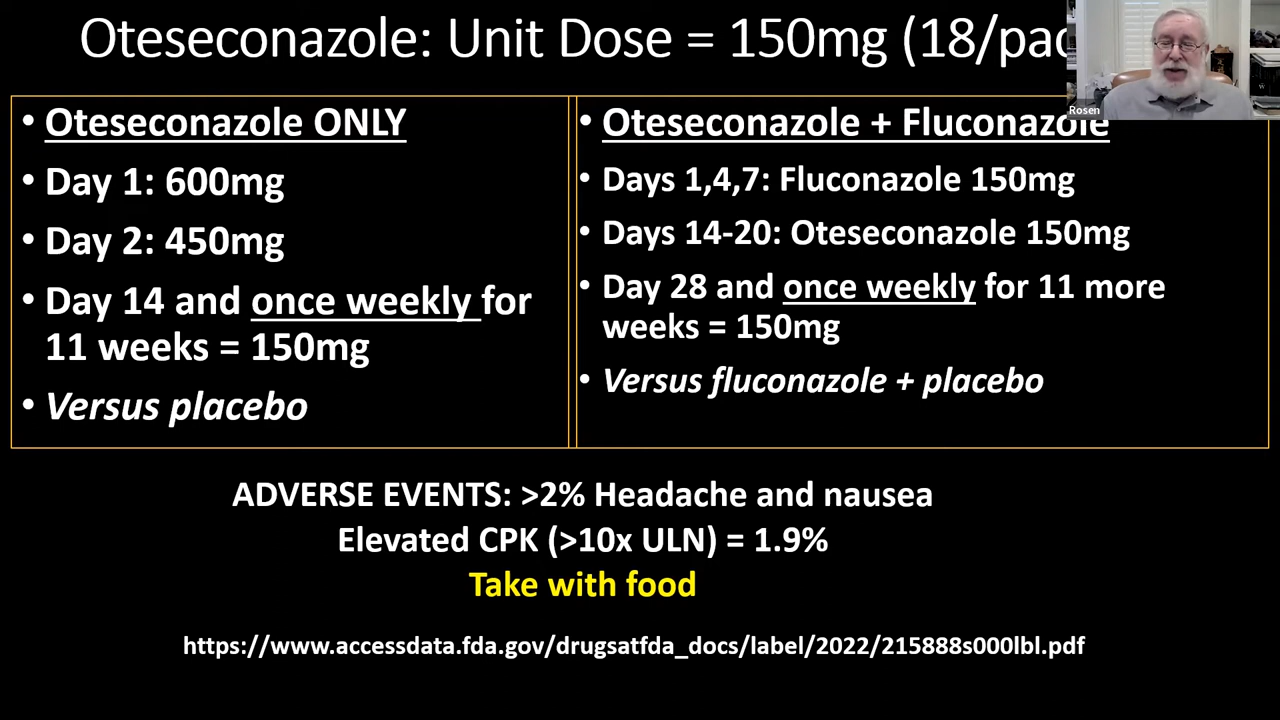 Oteseconazole: Unit Dose = 150mg (18/pac
Rosen
• Oteseconazole ONLY
• Day 1: 600mg
• Day 2: 450mg
• Day 14 and once weekly for
11 weeks = 150mg
• Versus placebo
• Oteseconazole + Fluconazole
• Days 1,4,7: Fluconazole 150mg
• Days 14-20: Oteseconazole 150mg
• Day 28 and once weekly for 11 more
weeks = 150mg
• Versus fluconazole + placebo
ADVERSE EVENTS: >2% Headache and nausea
Elevated CPK (>10x ULN) = 1.9%
Take with food
https://www.accessdata.fda.gov/drugsatfda_docs/label/2022/215888s000lbl.pdf